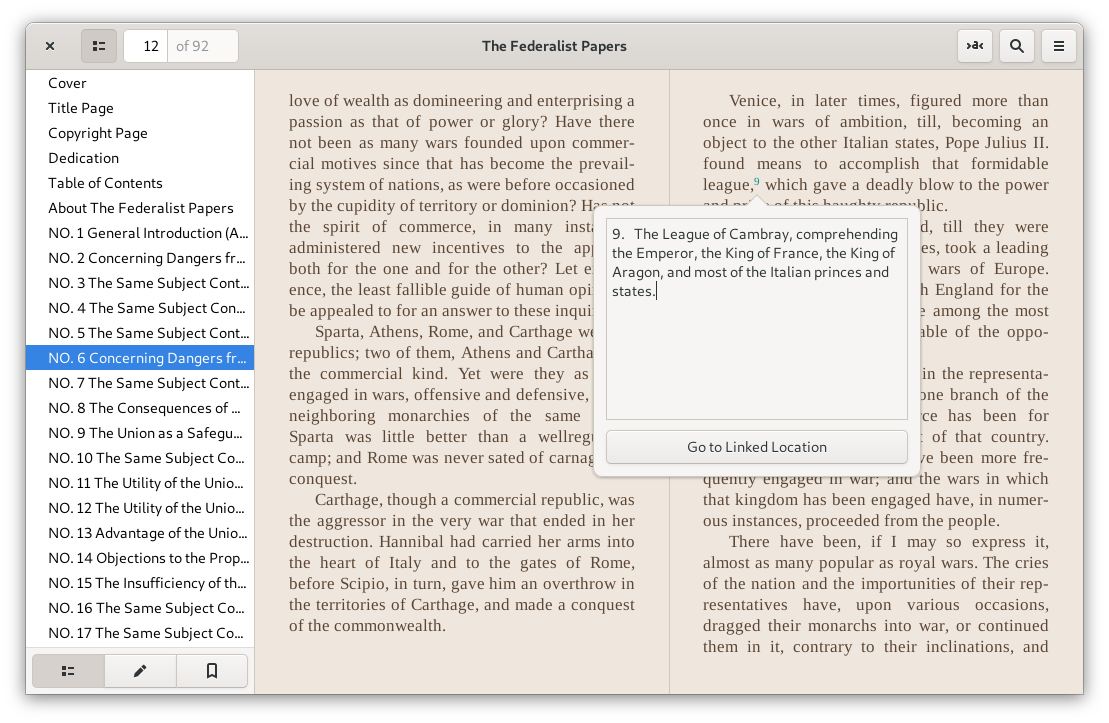 12
of 92
The Federalist Papers
›a‹
Cover
Title Page
Copyright Page
Dedication
Table of Contents
About The Federalist Papers
NO. 1 General Introduction (A…
NO. 2 Concerning Dangers fr…
NO. 3 The Same Subject Cont…
NO. 4 The Same Subject Con…
NO. 5 The Same Subject Cont…
NO. 6 Concerning Dangers fr…
NO. 7 The Same Subject Cont…
NO. 8 The Consequences of …
NO. 9 The Union as a Safegu…
NO. 10 The Same Subject Co…
NO. 11 The Utility of the Unio…
NO. 12 The Utility of the Unio…
NO. 13 Advantage of the Unio…
NO. 14 Objections to the Prop…
NO. 15 The Insufficiency of th…
NO. 16 The Same Subject Co…
NO. 17 The Same Subject Co…
love of wealth as domineering and enterprising a
passion as that of power or glory? Have there
not been as many wars founded upon commer-
cial motives since that has become the prevail-
ing system of nations, as were before occasioned
by the cupidity of territory or dominion? Has not
the spirit of commerce, in many
administered new incentives to the
both for the one and for the other? Let
ence, the least fallible guide of human
be appealed to for an answer to these
Sparta, Athens, Rome, and Carthage
republics; two of them, Athens and
the commercial kind. Yet were they as
engaged in wars, offensive and defensive,
neighboring monarchies of the same
Sparta was little better than a
camp; and Rome was never sated of
conquest.
Carthage, though a commercial republic, was
the aggressor in the very war that ended in her
destruction. Hannibal had carried her arms into
the heart of Italy and to the gates of Rome,
before Scipio, in turn, gave him an overthrow in
the territories of Carthage, and made a conquest
of the commonwealth.
Venice, in later times, figured more than
once in wars of ambition, till, becoming an
object to the other Italian states, Pope Julius II.
found means to accomplish that formidable
league,9 which gave a deadly blow to the power
and of this haughty republic.
till they were
took a leading
wars of Europe.
England for the
among the most
of the oppo-
in the representa-
one branch of the
has been for
of that country.
been more fre-
quently engaged in war; and the wars in which
that kingdom has been engaged have, in numer-
ous instances, proceeded from the people.
There have been, if I may so express it,
almost as many popular as royal wars. The cries
of the nation and the importunities of their rep-
resentatives have, upon various occasions,
dragged their monarchs into war, or continued
them in it, contrary to their inclinations, and
9. The League of Cambray, comprehending
the Emperor, the King of France, the King of
Aragon, and most of the Italian princes and
states.
Go to Linked Location